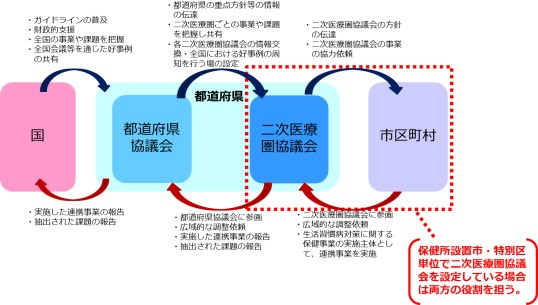 ・ガイドラインの普及
・財政的支援
・全国の事業や課題を把握
・全国会議等を通じた好事例
の共有
・都道府県の重点方針等の情報
の伝達
・二次医療圏ごとの事業や課題
を把握し共有
・各二次医療圏協議会の情報交
換・全国における好事例の周
知を行う場の設定
・二次医療圏協議会の方針
の伝達
・二次医療圏協議会の事業
の協力依頼
都道府県
国
都道府県
協議会
二次医療
圏協議会
市区町村
・実施した連携事業の報告
・抽出された課題の報告
・都道府県協議会に参画
・広域的な調整依頼
・実施した連携事業の報告
・抽出された課題の報告
・二次医療圏協議会に参画
・広域的な調整依頼
・生活習慣病対策に関する
保健事業の実施主体と
して、連携事業を実施
保健所設置市・特別区
単位で二次医療圏協議
会を設定している場合
は両方の役割を担う。